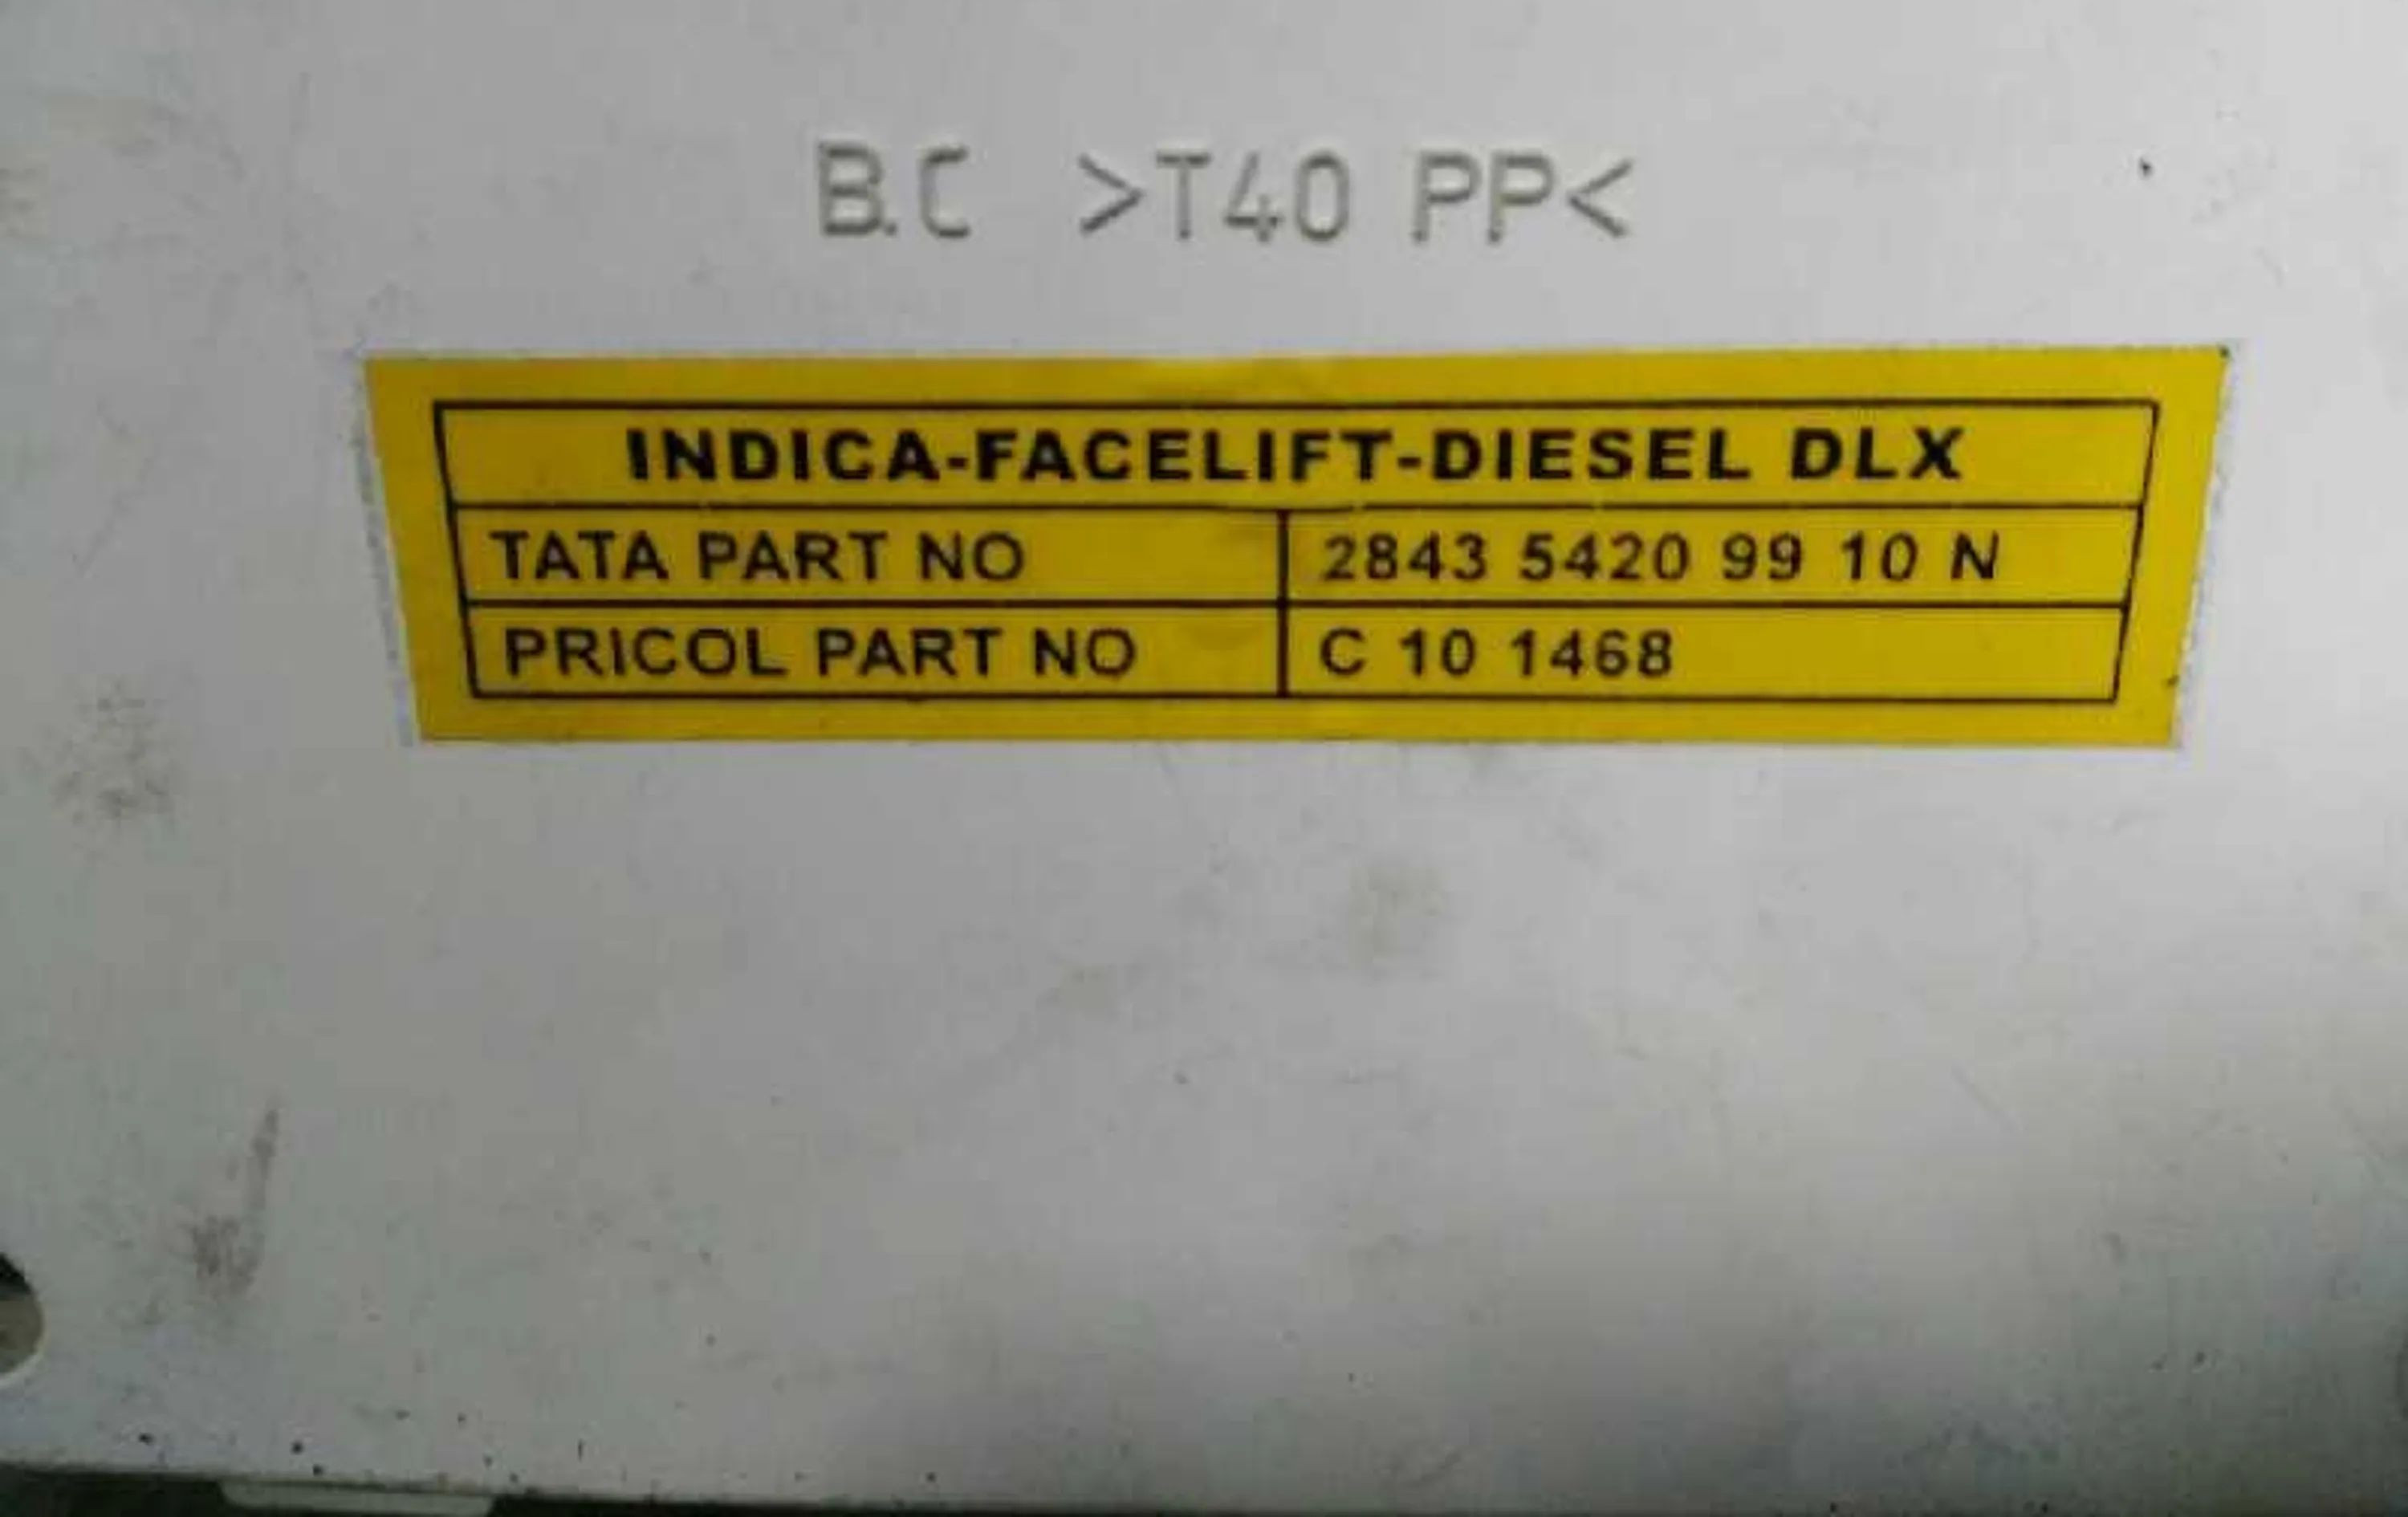 B.C >T40 PP<
INDICA-FACELIFT-DIESEL DLX
TATA PART NO 2843 5420 99 10 N
PRICOL PART NO C 10 1468